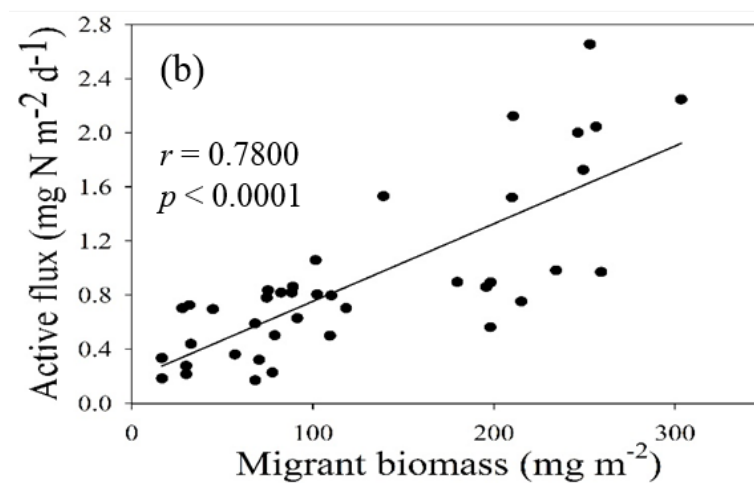 (b)
r = 0.7800
p < 0.0001
Active flux (mg N m⁻² d⁻¹)
2.8
2.4
2.0
1.6
1.2
0.8
0.4
0.0
0 100 200 300
Migrant biomass (mg m⁻²)